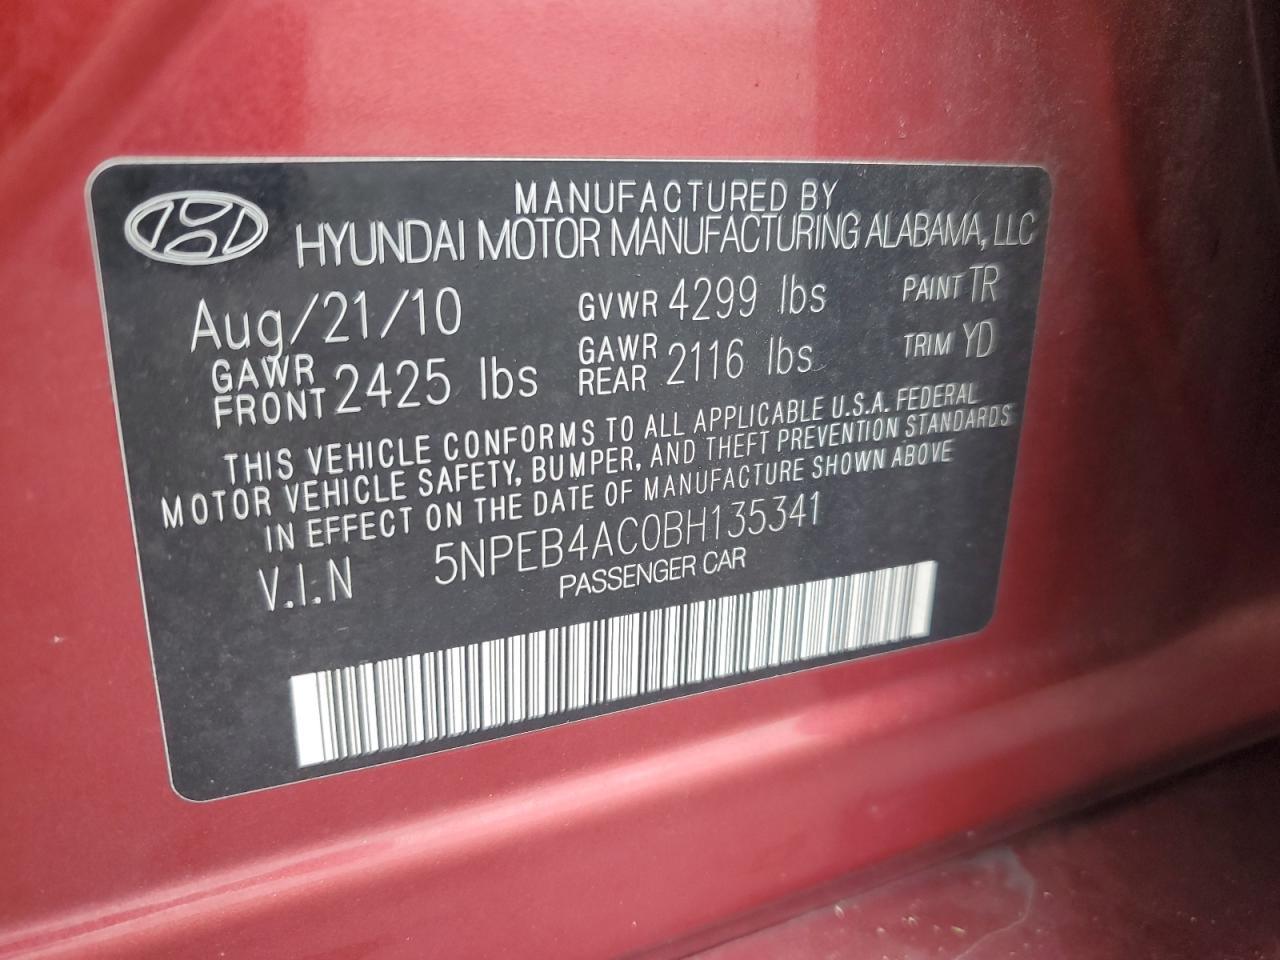 MANUFACTURED BY
HYUNDAI MOTOR MANUFACTURING ALABAMA, LLC
Aug/21/10 GVWR 4299 lbs PAINT TR
GAWR FRONT 2425 lbs GAWR REAR 2116 lbs TRIM YD
THIS VEHICLE CONFORMS TO ALL APPLICABLE U.S.A. FEDERAL
MOTOR VEHICLE SAFETY, BUMPER, AND THEFT PREVENTION STANDARDS
IN EFFECT ON THE DATE OF MANUFACTURE SHOWN ABOVE
V.I.N 5NPEB4AC0BH135341
PASSENGER CAR